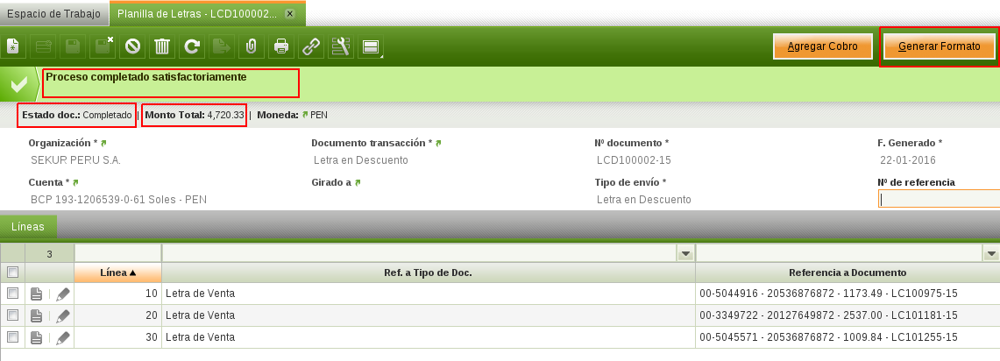 Espacio de Trabajo
Planilla de Letras - LCD100002...
Agregar Cobro
Generar Formato
Proceso completado satisfactoriamente
Estado doc.: Completado | Monto Total: 4,720.33 | Moneda: PEN
Organización *
Documento transacción *
Nº documento *
F. Generado *
SEKUR PERU S.A.
Letra en Descuento
LCD100002-15
22-01-2016
Cuenta *
Girado a
Tipo de envío *
Nº de referencia
BCP 193-1206539-0-61 Soles - PEN
Letra en Descuento
Líneas
3
Línea
Ref. a Tipo de Doc.
Referencia a Documento
10 Letra de Venta 00-5044916 - 20536876872 - 1173.49 - LC100975-15
20 Letra de Venta 00-3349722 - 20127649872 - 2537.00 - LC101181-15
30 Letra de Venta 00-5045571 - 20536876872 - 1009.84 - LC101255-15